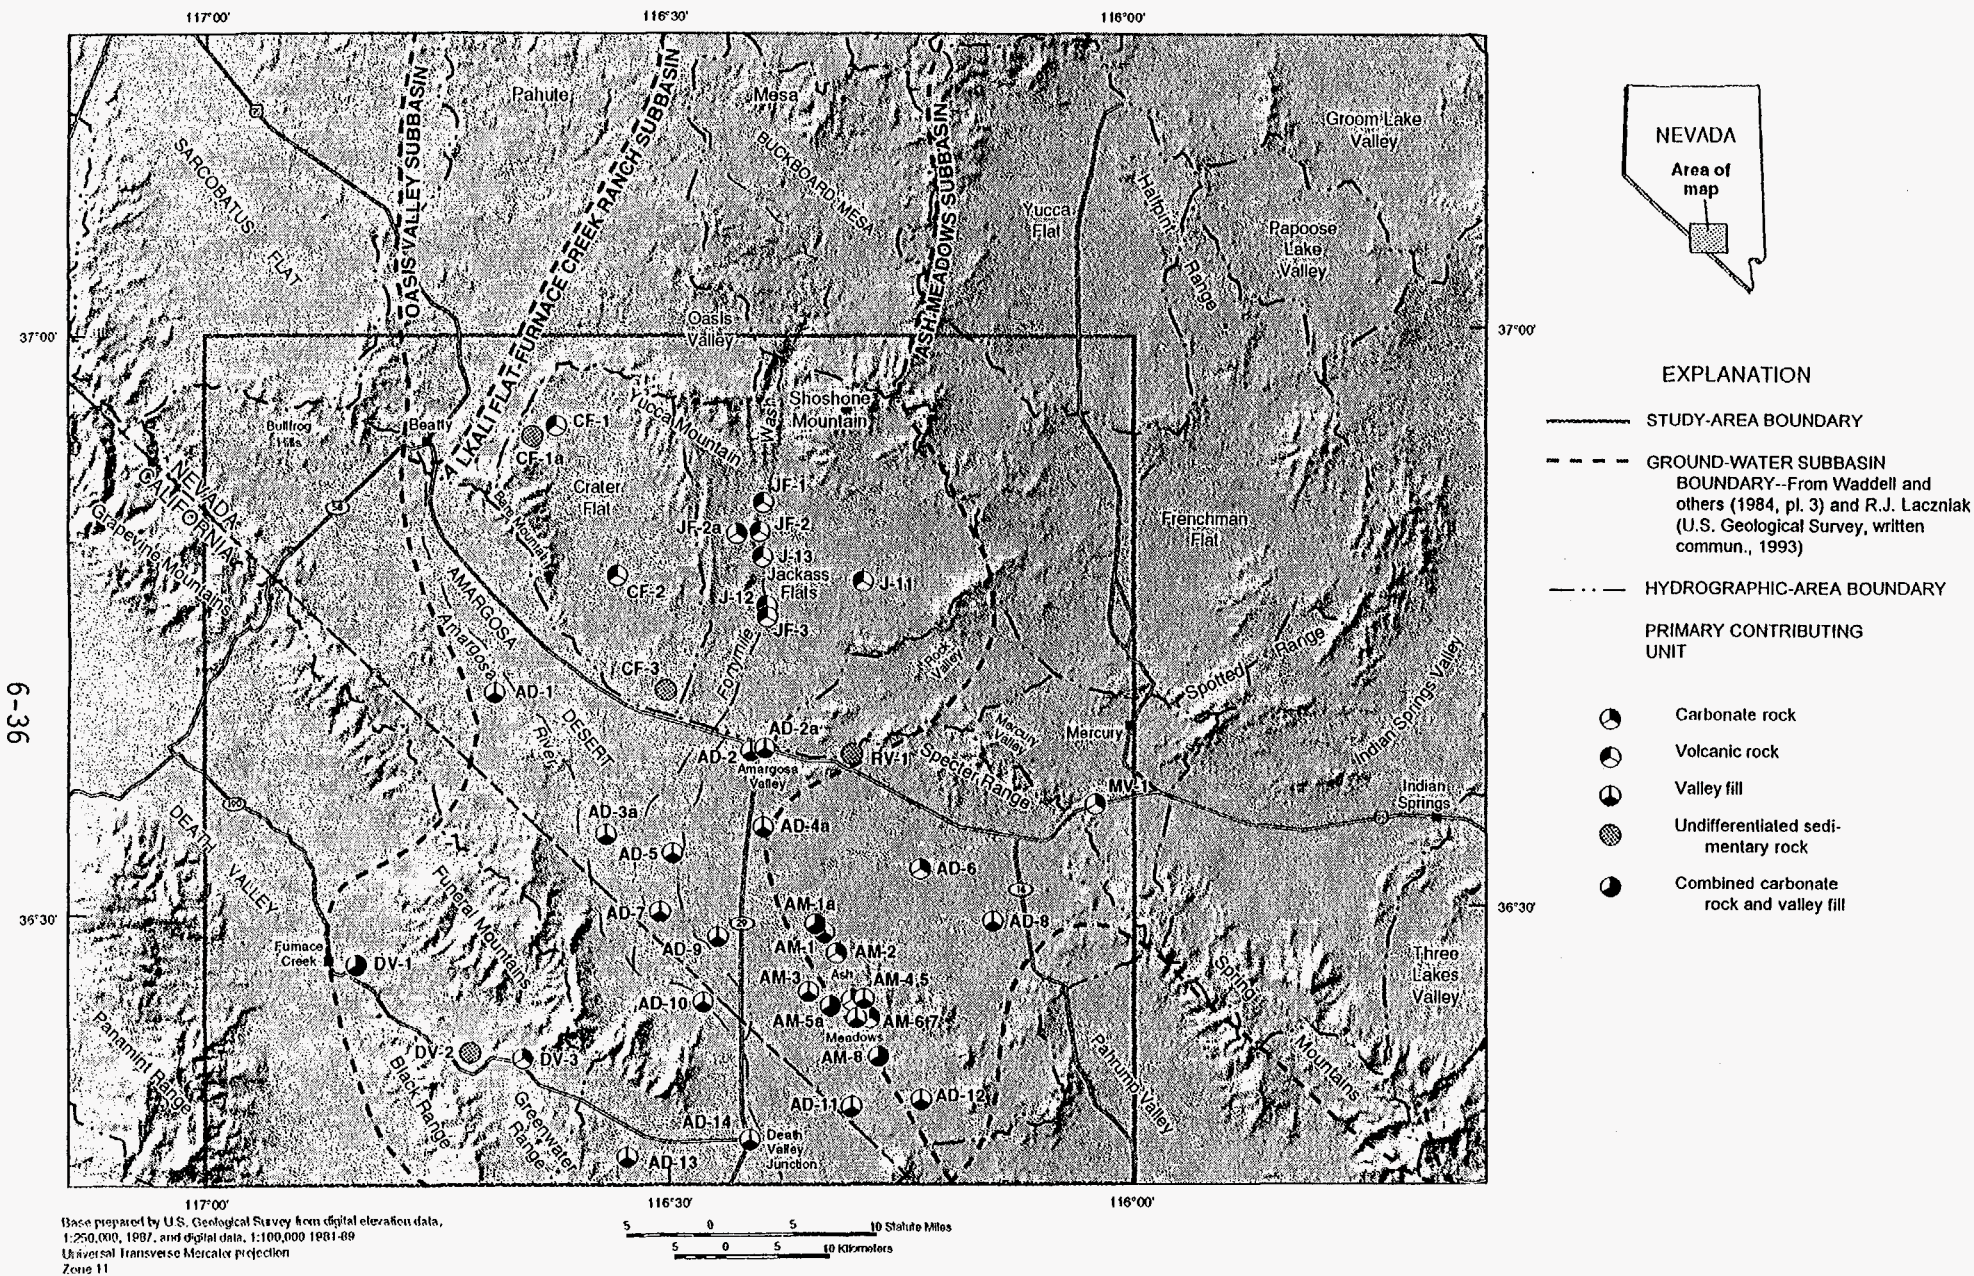 117°00'
116°30'
116°00'
Pahute
Mesa
Groom Lake
Valley
SARCOBATUS
FLAT
OASIS VALLEY SUBBASIN
ALKALI FLAT-FURNACE CREEK RANCH SUBBASIN
BUCKBOARD MESA
ASH MEADOWS SUBBASIN
Yucca
Flat
Halfpint
Range
Papoose
Lake
Valley
Oasis
Valley
37°00'
37°00'
Bullfrog
Hills
Beatty
CF-1
CF-1a
Yucca Mountain
Wash
Shoshone
Mountain
NEVADA
CALIFORNIA
Grapevine Mountains
Bare Mountain
Crater
Flat
JF-1
JF-2a
JF-2
J-13
Jackass
Flats
J-11
J-12
JF-3
CF-2
Frenchman
Flat
AMARGOSA
DESERT
Amargosa
River
Fortymile
Rock
Valley
CF-3
AD-1
Spotted
Range
Indian Springs Valley
Mercury
Valley
Mercury
AD-2a
AD-2
Amargosa
Valley
RV-1
Specter Range
MV-1
Indian
Springs
DEATH
VALLEY
AD-3a
AD-4a
AD-5
AD-6
Funeral Mountains
AD-7
AD-8
36°30'
36°30'
AM-1a
AM-1
AM-2
AD-9
Furnace
Creek
DV-1
AM-3
Ash
AM-4,5
AD-10
AM-5a
AM-6,7
Meadows
AM-8
Three
Lakes
Valley
Spring
Mountains
Panamint Range
DV-2
DV-3
Black Range
Greenwater
Range
AD-11
AD-12
Pahrump Valley
AD-14
Death
Valley
Junction
AD-13
117°00'
116°30'
116°00'
NEVADA
Area of
map
EXPLANATION
STUDY-AREA BOUNDARY
GROUND-WATER SUBBASIN
BOUNDARY--From Waddell and
others (1984, pl. 3) and R.J. Laczniak
(U.S. Geological Survey, written
commun., 1993)
HYDROGRAPHIC-AREA BOUNDARY
PRIMARY CONTRIBUTING
UNIT
Carbonate rock
Volcanic rock
Valley fill
Undifferentiated sedi-
mentary rock
Combined carbonate
rock and valley fill
6-36
Base prepared by U.S. Geological Survey from digital elevation data,
1:250,000, 1987, and digital data, 1:100,000 1981-89
Universal Transverse Mercator projection
Zone 11
5 0 5 10 Statute Miles
5 0 5 10 Kilometers